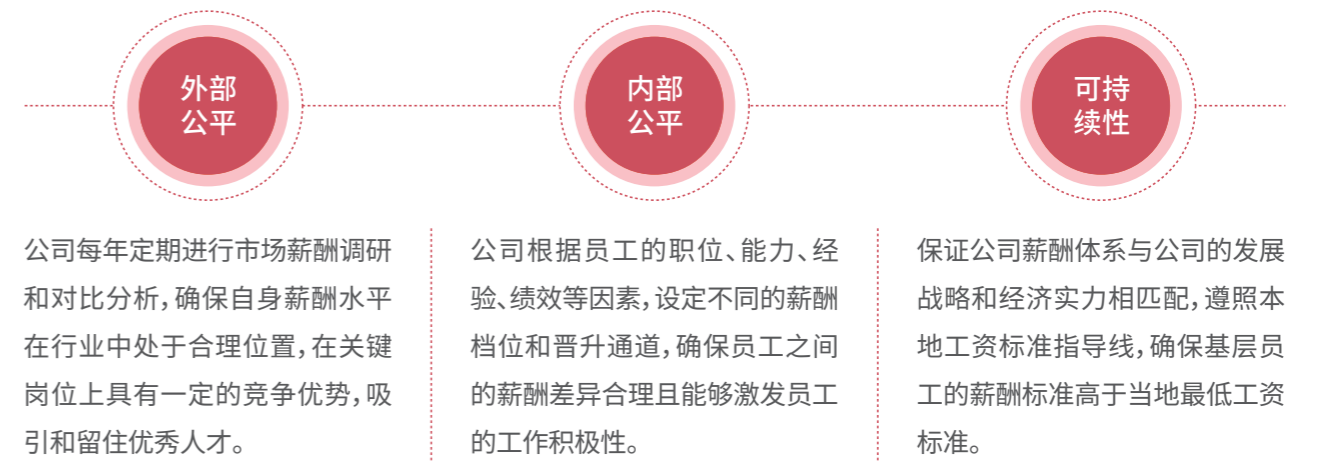 外部
公平
公司每年定期进行市场薪酬调研
和对比分析，确保自身薪酬水平
在行业中处于合理位置，在关键
岗位上具有一定的竞争优势，吸
引和留住优秀人才。
内部
公平
公司根据员工的职位、能力、经
验、绩效等因素，设定不同的薪酬
档位和晋升通道，确保员工之间
的薪酬差异合理且能够激发员工
的工作积极性。
可持
续性
保证公司薪酬体系与公司的发展
战略和经济实力相匹配，遵照本
地工资标准指导线，确保基层员
工的薪酬标准高于当地最低工资
标准。